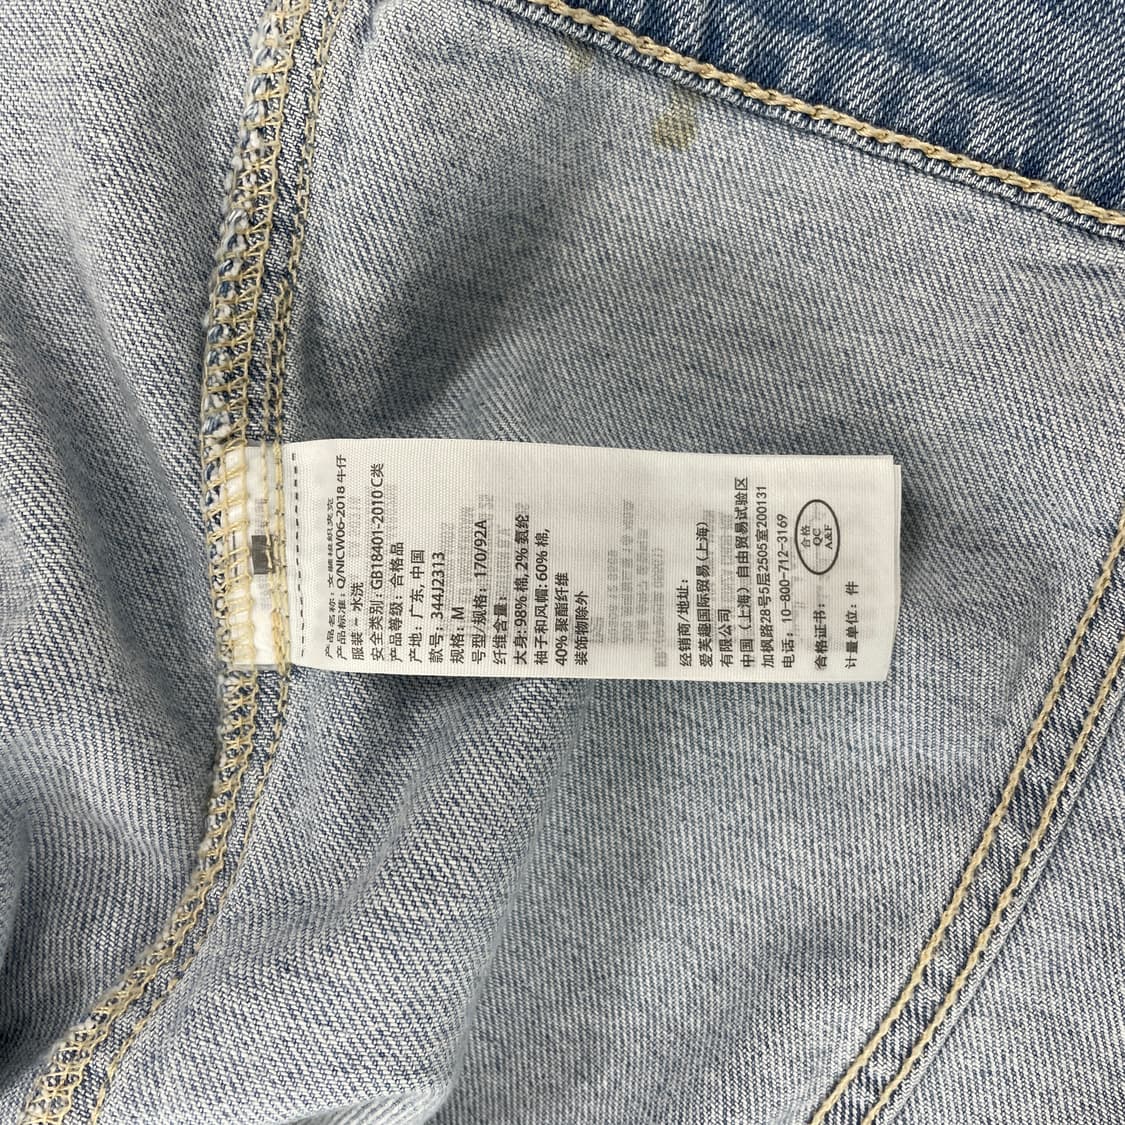 产品名称: 女装梭织夹克
产品标准: Q/NICW06-2018 牛仔
服装 - 水洗
安全类别: GB18401-2010 C类
产品等级: 合格品
产地: 广东, 中国
款号: 344J2313
规格: M
号型/规格: 170/92A
纤维含量:
大身: 98% 棉, 2% 氨纶
袖子和风帽: 60% 棉,
40% 聚酯纤维
装饰物除外
经销商/地址:
爱芙趣国际贸易(上海)
有限公司
中国 (上海) 自由贸易试验区
加枫路28号5层2505室200131
电话: 10-800-712-3169
合格证书: 合格 QC A&F
计量单位: 件